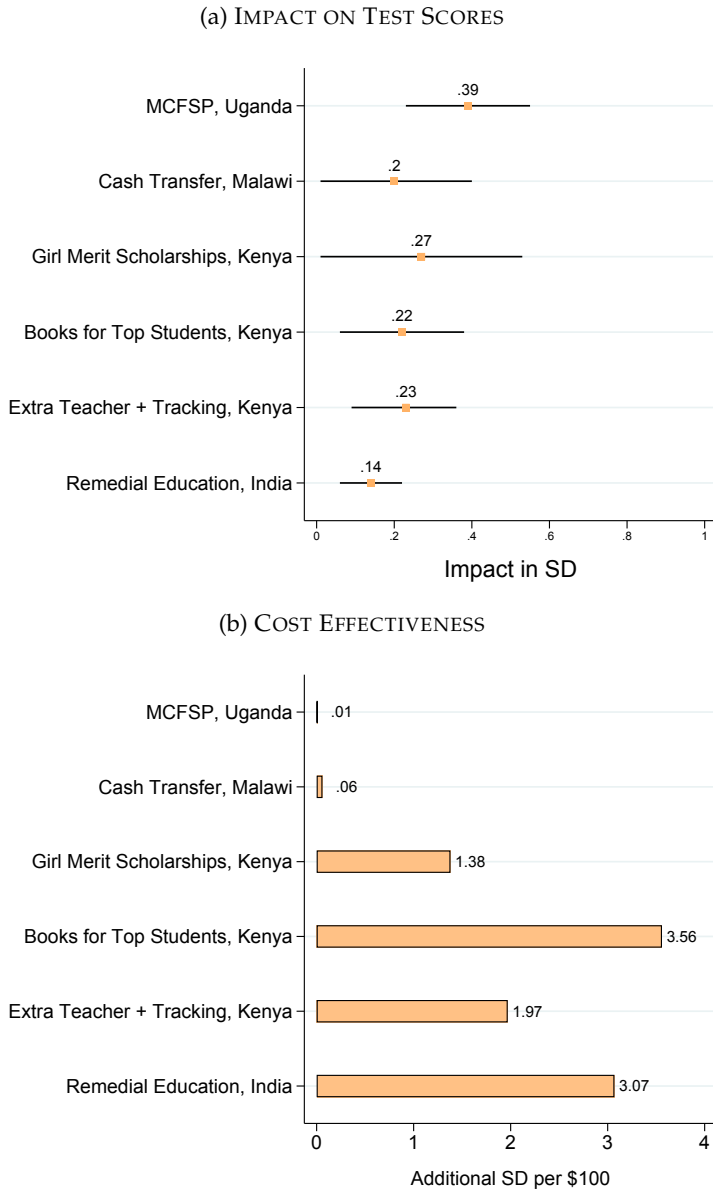 (a) IMPACT ON TEST SCORES
.39
MCFSP, Uganda
.2
Cash Transfer, Malawi
.27
Girl Merit Scholarships, Kenya
.22
Books for Top Students, Kenya
.23
Extra Teacher + Tracking, Kenya
.14
Remedial Education, India
0 .2 .4 .6 .8 1
Impact in SD
(b) COST EFFECTIVENESS
MCFSP, Uganda .01
Cash Transfer, Malawi .06
Girl Merit Scholarships, Kenya 1.38
Books for Top Students, Kenya 3.56
Extra Teacher + Tracking, Kenya 1.97
Remedial Education, India 3.07
0 1 2 3 4
Additional SD per $100